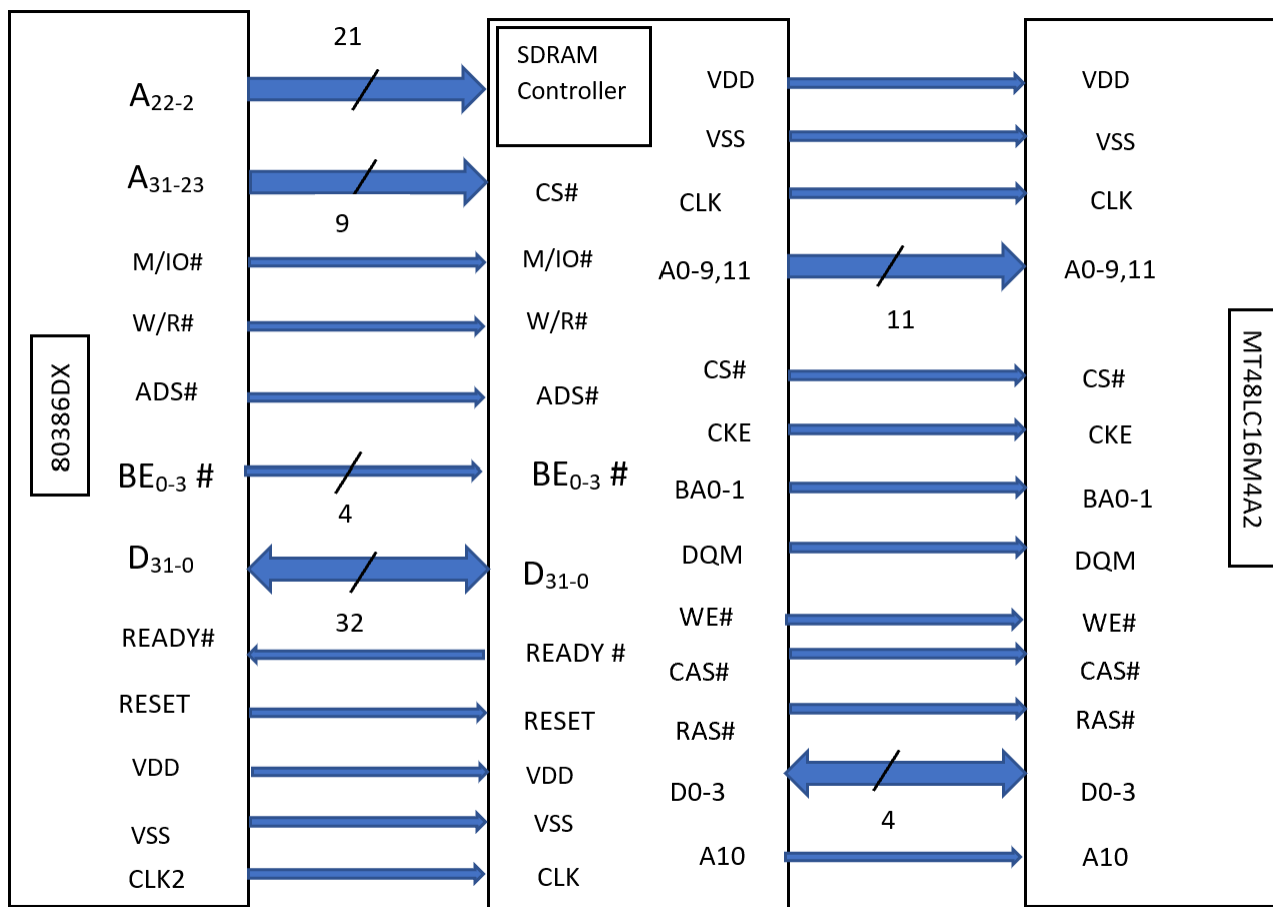 80386DX
A22-2
A31-23
M/IO#
W/R#
ADS#
BE0-3 #
D31-0
READY#
RESET
VDD
VSS
CLK2
21
9
4
32
SDRAM
Controller
CS#
M/IO#
W/R#
ADS#
BE0-3 #
D31-0
READY #
RESET
VDD
VSS
CLK
VDD
VSS
CLK
A0-9,11
CS#
CKE
BA0-1
DQM
WE#
CAS#
RAS#
D0-3
A10
11
4
VDD
VSS
CLK
A0-9,11
CS#
CKE
BA0-1
DQM
WE#
CAS#
RAS#
D0-3
A10
MT48LC16M4A2